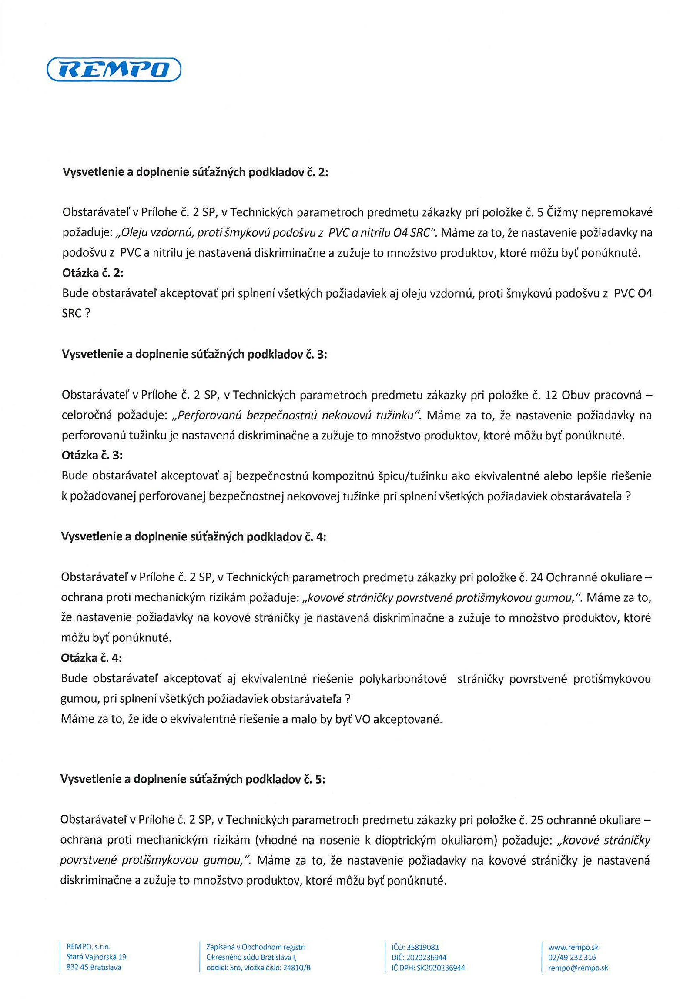 REMPO
Vysvetlenie a doplnenie súťažných podkladov č. 2:
Obstarávateľ v Prílohe č. 2 SP, v Technických parametroch predmetu zákazky pri položke č. 5 Čižmy nepremokavé
požaduje: „Oleju vzdornú, proti šmykovú podošvu z PVC a nitrilu O4 SRC“. Máme za to, že nastavenie požiadavky na
podošvu z PVC a nitrilu je nastavená diskriminačne a zužuje to množstvo produktov, ktoré môžu byť ponúknuté.
Otázka č. 2:
Bude obstarávateľ akceptovať pri splnení všetkých požiadaviek aj oleju vzdornú, proti šmykovú podošvu z PVC O4
SRC ?
Vysvetlenie a doplnenie súťažných podkladov č. 3:
Obstarávateľ v Prílohe č. 2 SP, v Technických parametroch predmetu zákazky pri položke č. 12 Obuv pracovná –
celoročná požaduje: „Perforovanú bezpečnostnú nekovovú tužinku“. Máme za to, že nastavenie požiadavky na
perforovanú tužinku je nastavená diskriminačne a zužuje to množstvo produktov, ktoré môžu byť ponúknuté.
Otázka č. 3:
Bude obstarávateľ akceptovať aj bezpečnostnú kompozitnú špicu/tužinku ako ekvivalentné alebo lepšie riešenie
k požadovanej perforovanej bezpečnostnej nekovovej tužinke pri splnení všetkých požiadaviek obstarávateľa ?
Vysvetlenie a doplnenie súťažných podkladov č. 4:
Obstarávateľ v Prílohe č. 2 SP, v Technických parametroch predmetu zákazky pri položke č. 24 Ochranné okuliare –
ochrana proti mechanickým rizikám požaduje: „kovové stráničky povrstvené protišmykovou gumou,“. Máme za to,
že nastavenie požiadavky na kovové stráničky je nastavená diskriminačne a zužuje to množstvo produktov, ktoré
môžu byť ponúknuté.
Otázka č. 4:
Bude obstarávateľ akceptovať aj ekvivalentné riešenie polykarbonátové stráničky povrstvené protišmykovou
gumou, pri splnení všetkých požiadaviek obstarávateľa ?
Máme za to, že ide o ekvivalentné riešenie a malo by byť VO akceptované.
Vysvetlenie a doplnenie súťažných podkladov č. 5:
Obstarávateľ v Prílohe č. 2 SP, v Technických parametroch predmetu zákazky pri položke č. 25 ochranné okuliare –
ochrana proti mechanickým rizikám (vhodné na nosenie k dioptrickým okuliarom) požaduje: „kovové stráničky
povrstvené protišmykovou gumou,“. Máme za to, že nastavenie požiadavky na kovové stráničky je nastavená
diskriminačne a zužuje to množstvo produktov, ktoré môžu byť ponúknuté.
REMPO, s.r.o.
Stará Vajnorská 19
832 45 Bratislava
Zapísaná v Obchodnom registri
Okresného súdu Bratislava I,
oddiel: Sro, vložka číslo: 24810/B
IČO: 35819081
DIČ: 2020236944
IČ DPH: SK2020236944
www.rempo.sk
02/49 232 316
rempo@rempo.sk